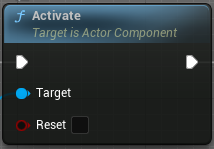 Activate
Target is Actor Component
Target
Reset